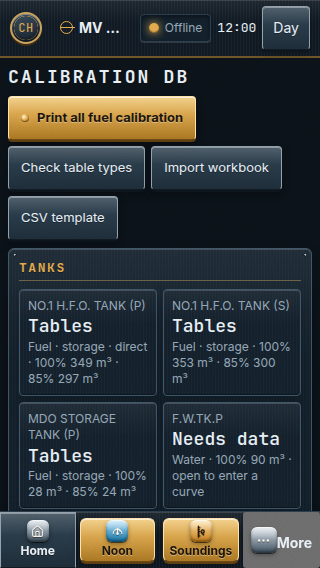 CH
MV ...
Offline
12:00
Day
CALIBRATION DB
Print all fuel calibration
Check table types
Import workbook
CSV template
TANKS
NO.1 H.F.O. TANK (P)
Tables
Fuel · storage · direct
· 100% 349 m³ ·
85% 297 m³
NO.1 H.F.O. TANK (S)
Tables
Fuel · storage · 100%
353 m³ · 85% 300
m³
MDO STORAGE
TANK (P)
Tables
Fuel · storage · 100%
28 m³ · 85% 24 m³
F.W.TK.P
Needs data
Water · 100% 90 m³ ·
open to enter a
curve
Home
Noon
Soundings
More